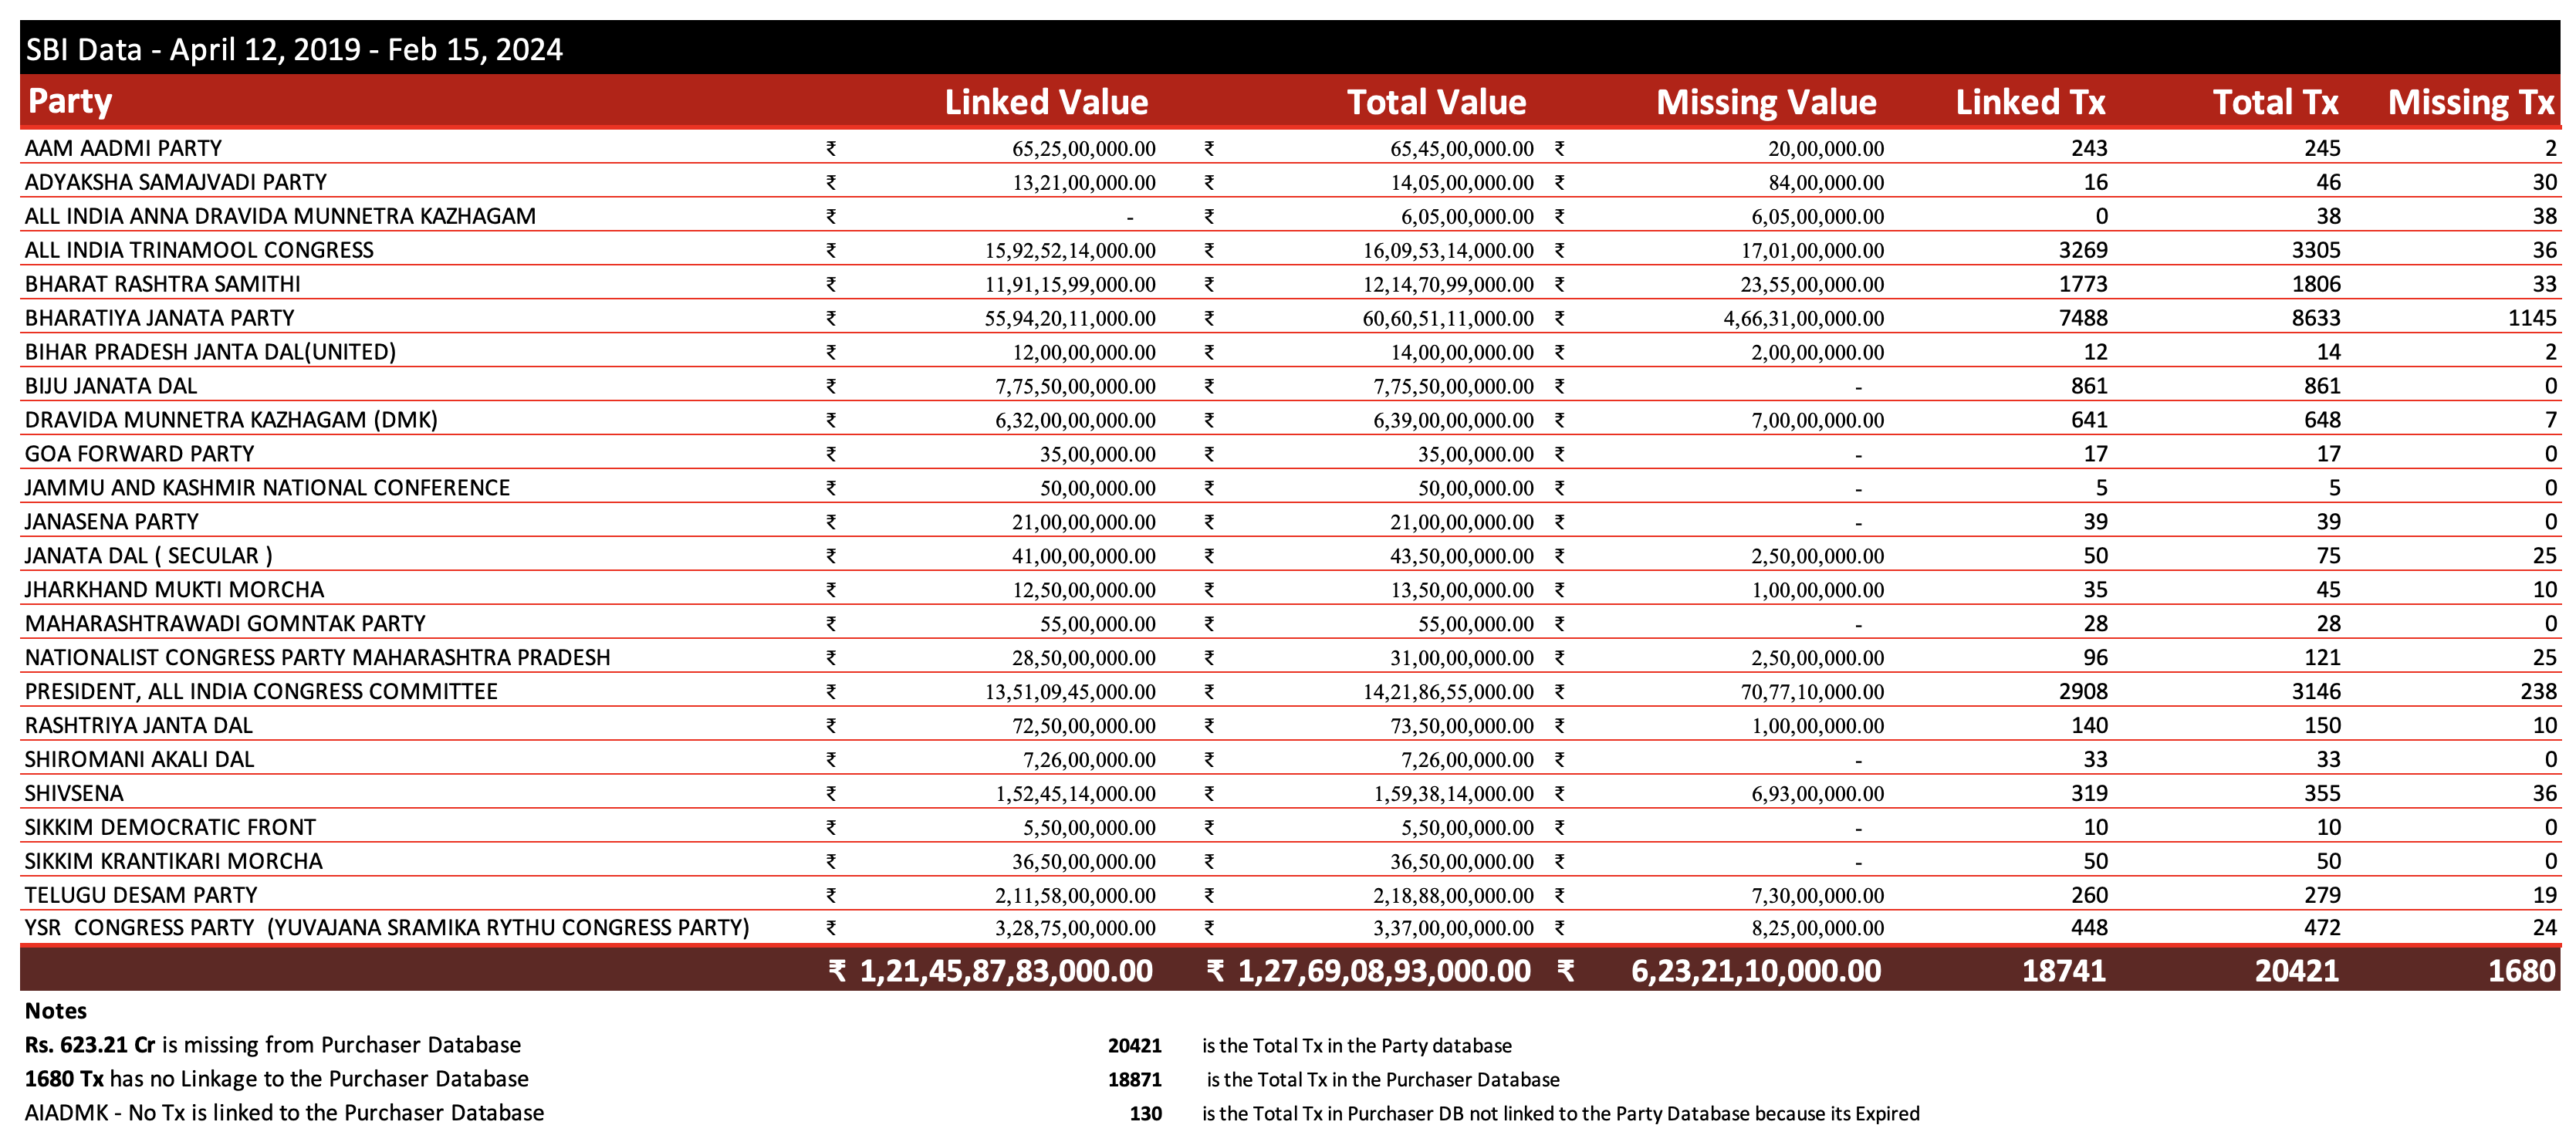 SBI Data - April 12, 2019 - Feb 15, 2024
Party Linked Value Total Value Missing Value Linked Tx Total Tx Missing Tx
AAM AADMI PARTY ₹ 65,25,00,000.00 ₹ 65,45,00,000.00 ₹ 20,00,000.00 243 245 2
ADYAKSHA SAMAJVADI PARTY ₹ 13,21,00,000.00 ₹ 14,05,00,000.00 ₹ 84,00,000.00 16 46 30
ALL INDIA ANNA DRAVIDA MUNNETRA KAZHAGAM ₹ - ₹ 6,05,00,000.00 ₹ 6,05,00,000.00 0 38 38
ALL INDIA TRINAMOOL CONGRESS ₹ 15,92,52,14,000.00 ₹ 16,09,53,14,000.00 ₹ 17,01,00,000.00 3269 3305 36
BHARAT RASHTRA SAMITHI ₹ 11,91,15,99,000.00 ₹ 12,14,70,99,000.00 ₹ 23,55,00,000.00 1773 1806 33
BHARATIYA JANATA PARTY ₹ 55,94,20,11,000.00 ₹ 60,60,51,11,000.00 ₹ 4,66,31,00,000.00 7488 8633 1145
BIHAR PRADESH JANTA DAL(UNITED) ₹ 12,00,00,000.00 ₹ 14,00,00,000.00 ₹ 2,00,00,000.00 12 14 2
BIJU JANATA DAL ₹ 7,75,50,00,000.00 ₹ 7,75,50,00,000.00 ₹ - 861 861 0
DRAVIDA MUNNETRA KAZHAGAM (DMK) ₹ 6,32,00,00,000.00 ₹ 6,39,00,00,000.00 ₹ 7,00,00,000.00 641 648 7
GOA FORWARD PARTY ₹ 35,00,000.00 ₹ 35,00,000.00 ₹ - 17 17 0
JAMMU AND KASHMIR NATIONAL CONFERENCE ₹ 50,00,000.00 ₹ 50,00,000.00 ₹ - 5 5 0
JANASENA PARTY ₹ 21,00,00,000.00 ₹ 21,00,00,000.00 ₹ - 39 39 0
JANATA DAL ( SECULAR ) ₹ 41,00,00,000.00 ₹ 43,50,00,000.00 ₹ 2,50,00,000.00 50 75 25
JHARKHAND MUKTI MORCHA ₹ 12,50,00,000.00 ₹ 13,50,00,000.00 ₹ 1,00,00,000.00 35 45 10
MAHARASHTRAWADI GOMNTAK PARTY ₹ 55,00,000.00 ₹ 55,00,000.00 ₹ - 28 28 0
NATIONALIST CONGRESS PARTY MAHARASHTRA PRADESH ₹ 28,50,00,000.00 ₹ 31,00,00,000.00 ₹ 2,50,00,000.00 96 121 25
PRESIDENT, ALL INDIA CONGRESS COMMITTEE ₹ 13,51,09,45,000.00 ₹ 14,21,86,55,000.00 ₹ 70,77,10,000.00 2908 3146 238
RASHTRIYA JANTA DAL ₹ 72,50,00,000.00 ₹ 73,50,00,000.00 ₹ 1,00,00,000.00 140 150 10
SHIROMANI AKALI DAL ₹ 7,26,00,000.00 ₹ 7,26,00,000.00 ₹ - 33 33 0
SHIVSENA ₹ 1,52,45,14,000.00 ₹ 1,59,38,14,000.00 ₹ 6,93,00,000.00 319 355 36
SIKKIM DEMOCRATIC FRONT ₹ 5,50,00,000.00 ₹ 5,50,00,000.00 ₹ - 10 10 0
SIKKIM KRANTIKARI MORCHA ₹ 36,50,00,000.00 ₹ 36,50,00,000.00 ₹ - 50 50 0
TELUGU DESAM PARTY ₹ 2,11,58,00,000.00 ₹ 2,18,88,00,000.00 ₹ 7,30,00,000.00 260 279 19
YSR CONGRESS PARTY (YUVAJANA SRAMIKA RYTHU CONGRESS PARTY) ₹ 3,28,75,00,000.00 ₹ 3,37,00,00,000.00 ₹ 8,25,00,000.00 448 472 24
₹ 1,21,45,87,83,000.00 ₹ 1,27,69,08,93,000.00 ₹ 6,23,21,10,000.00 18741 20421 1680
Notes
Rs. 623.21 Cr is missing from Purchaser Database 20421 is the Total Tx in the Party database
1680 Tx has no Linkage to the Purchaser Database 18871 is the Total Tx in the Purchaser Database
AIADMK - No Tx is linked to the Purchaser Database 130 is the Total Tx in Purchaser DB not linked to the Party Database because its Expired